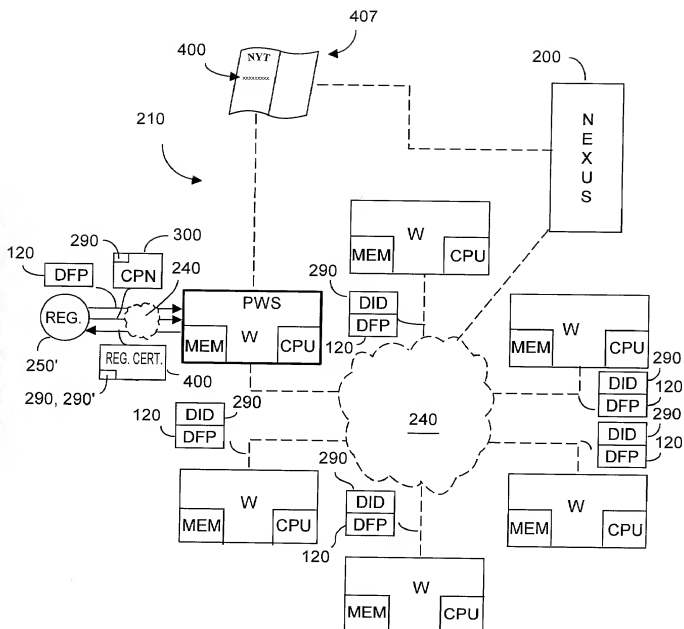 407
400
NYT
xxxxxxxxx
200
NEXUS
210
290
300
120
DFP
CPN
240
REG.
250'
REG. CERT.
400
290, 290'
PWS
W
MEM
CPU
W
MEM
CPU
290
DID
DFP
120
W
MEM
CPU
290
DID
DFP
120
240
290
DID
DFP
120
W
MEM
CPU
120
DID
DFP
290
W
MEM
CPU
290
DID
DFP
120
W
MEM
CPU